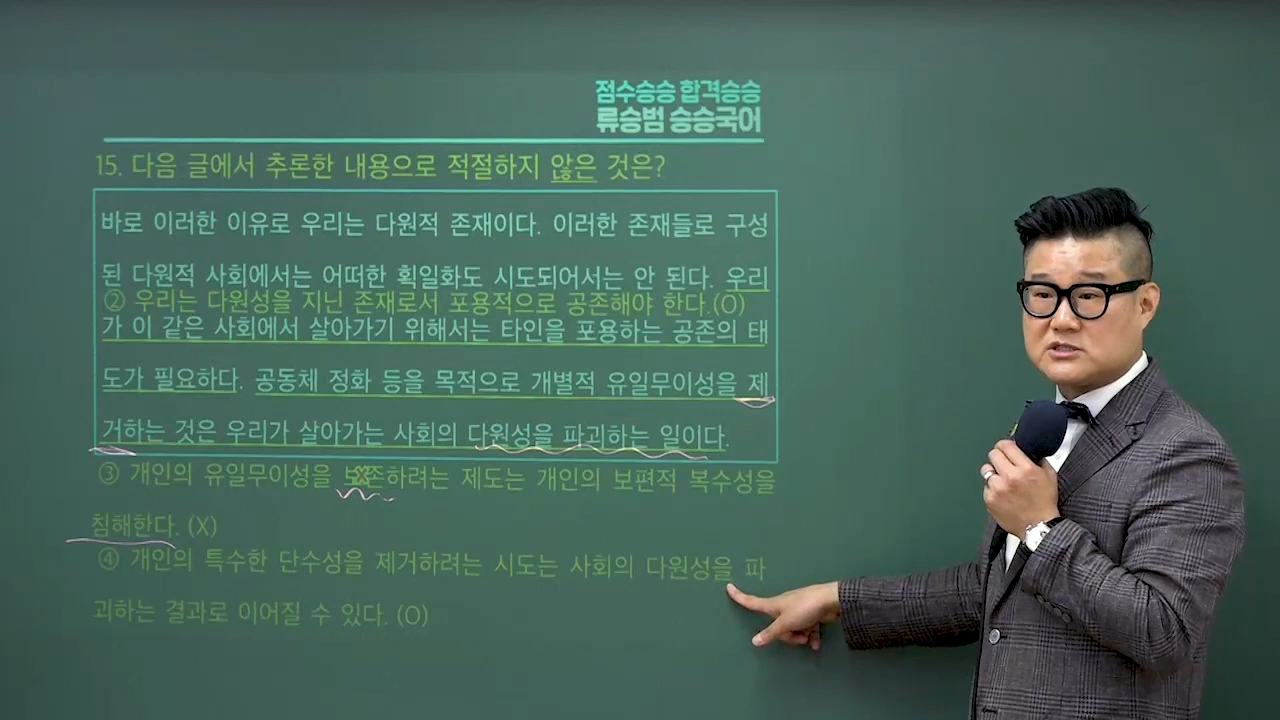 점수승승 합격승승
류승범 승승국어
15. 다음 글에서 추론한 내용으로 적절하지 않은 것은?
바로 이러한 이유로 우리는 다원적 존재이다. 이러한 존재들로 구성
된 다원적 사회에서는 어떠한 획일화도 시도되어서는 안 된다. 우리
② 우리는 다원성을 지닌 존재로서 포용적으로 공존해야 한다.(O)
가 이 같은 사회에서 살아가기 위해서는 타인을 포용하는 공존의 태
도가 필요하다. 공동체 정화 등을 목적으로 개별적 유일무이성을 제
거하는 것은 우리가 살아가는 사회의 다원성을 파괴하는 일이다.
③ 개인의 유일무이성을 보존하려는 제도는 개인의 보편적 복수성을
침해한다. (X)
④ 개인의 특수한 단수성을 제거하려는 시도는 사회의 다원성을 파
괴하는 결과로 이어질 수 있다. (O)